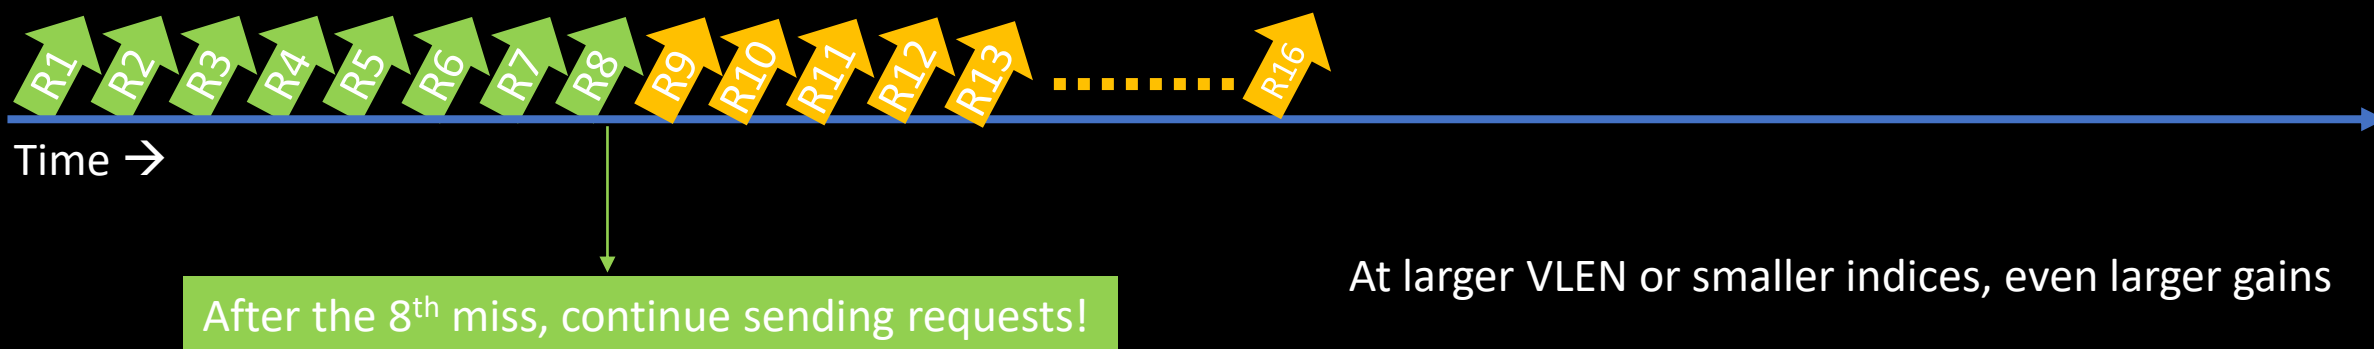 R1
R2
R3
R4
R5
R6
R7
R8
R9
R10
R11
R12
R13
R16
Time →
At larger VLEN or smaller indices, even larger gains
After the 8th miss, continue sending requests!